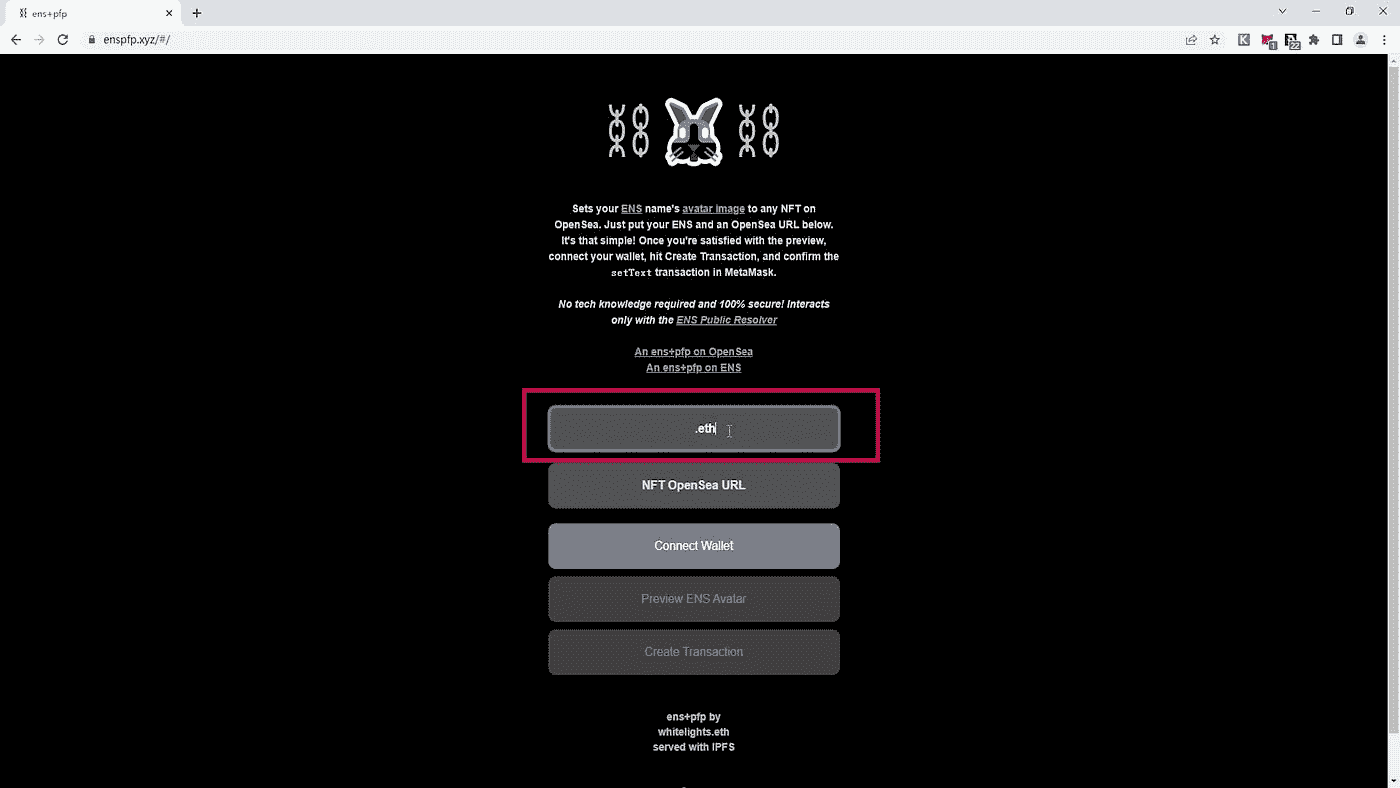 ens+pfp
enspfp.xyz/#/
1
22
Sets your ENS name's avatar image to any NFT on
OpenSea. Just put your ENS and an OpenSea URL below.
It's that simple! Once you're satisfied with the preview,
connect your wallet, hit Create Transaction, and confirm the
setText transaction in MetaMask.
No tech knowledge required and 100% secure! Interacts
only with the ENS Public Resolver
An ens+pfp on OpenSea
An ens+pfp on ENS
.eth
NFT OpenSea URL
Connect Wallet
Preview ENS Avatar
Create Transaction
ens+pfp by
whitelights.eth
served with IPFS